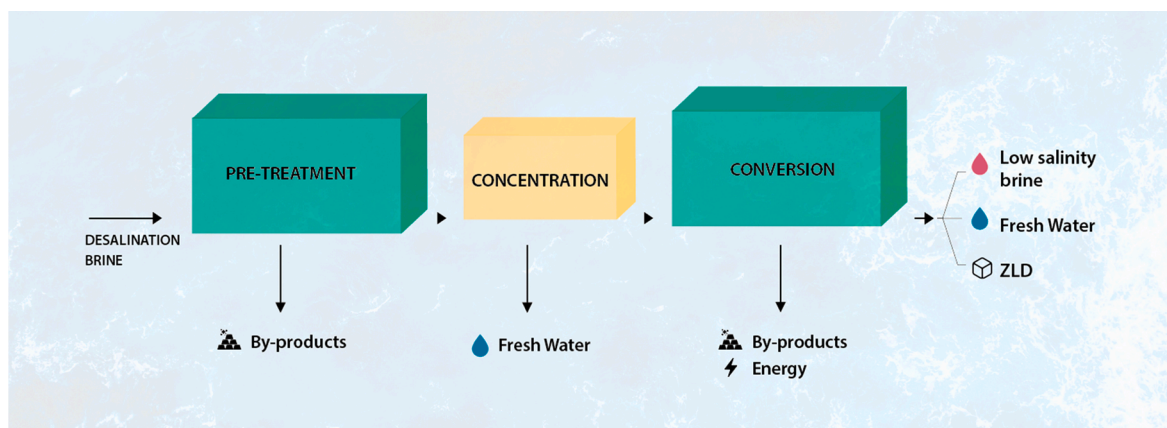 PRE-TREATMENT
CONCENTRATION
CONVERSION
DESALINATION
BRINE
Low salinity
brine
Fresh Water
ZLD
By-products
Fresh Water
By-products
Energy